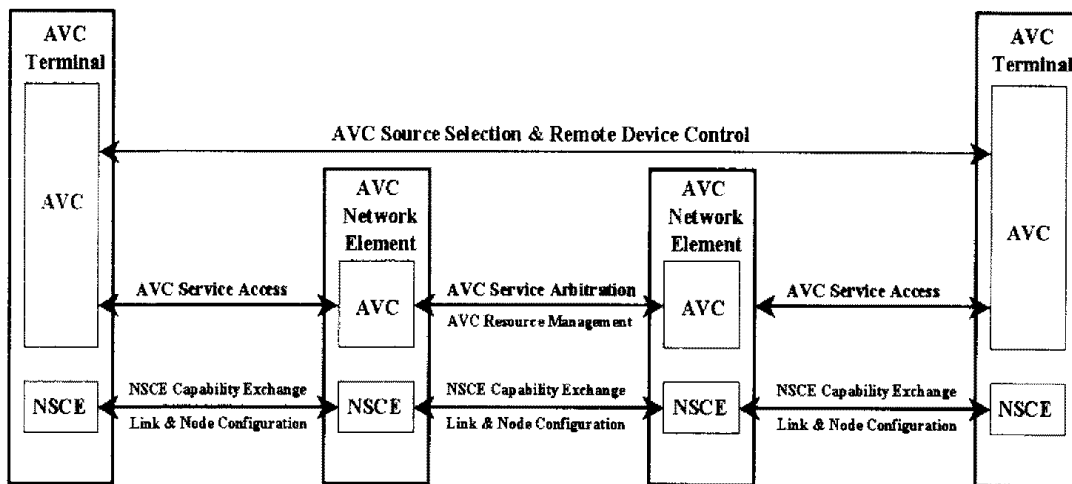 AVC
Terminal
AVC
Terminal
AVC Source Selection & Remote Device Control
AVC
Network
Element
AVC
Network
Element
AVC
AVC
AVC Service Access
AVC
AVC Service Arbitration
AVC Resource Management
AVC
AVC Service Access
NSCE
NSCE Capability Exchange
Link & Node Configuration
NSCE
NSCE Capability Exchange
Link & Node Configuration
NSCE
NSCE Capability Exchange
Link & Node Configuration
NSCE